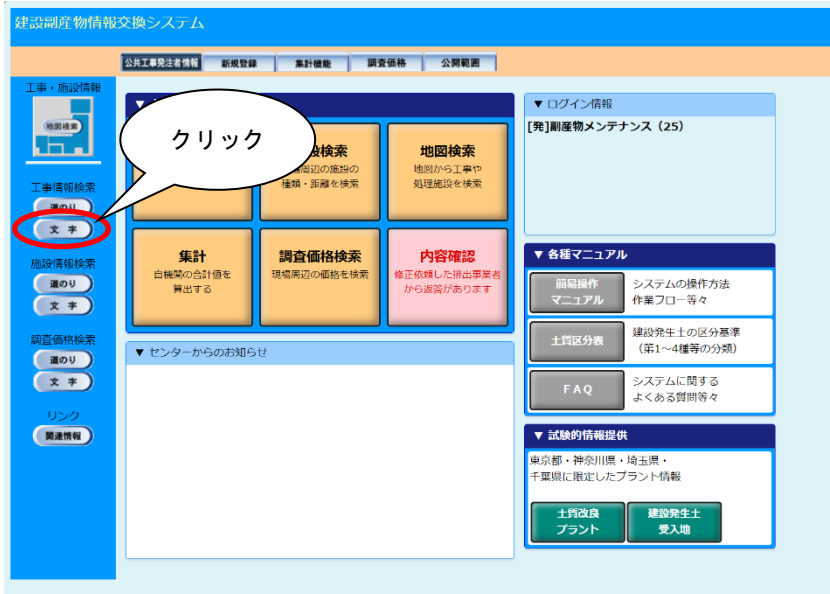 建設副産物情報交換システム
公共工事発注者情報
新規登録
集計機能
調査価格
公開範囲
工事・施設情報
地図検索
工事情報検索
道のり
文字
施設情報検索
道のり
文字
調査価格検索
道のり
文字
リンク
関連情報
▼
クリック
検索
周辺の施設の
種類・距離を検索
地図検索
地図から工事や
処理施設を検索
集計
自機関の合計値を
算出する
調査価格検索
現場周辺の価格を検索
内容確認
修正依頼した排出事業者
から返答があります
▼ センターからのお知らせ
▼ ログイン情報
[発]副産物メンテナンス（25）
▼ 各種マニュアル
簡易操作
マニュアル
システムの操作方法
作業フロー等々
土質区分表
建設発生土の区分基準
（第1～4種等の分類）
ＦＡＱ
システムに関する
よくある質問等々
▼ 試験的情報提供
東京都・神奈川県・埼玉県・
千葉県に限定したプラント情報
土質改良
プラント
建設発生土
受入地